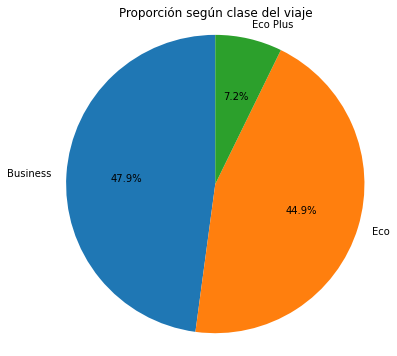 Proporción según clase del viaje
Eco Plus
7.2%
Business
47.9%
44.9%
Eco